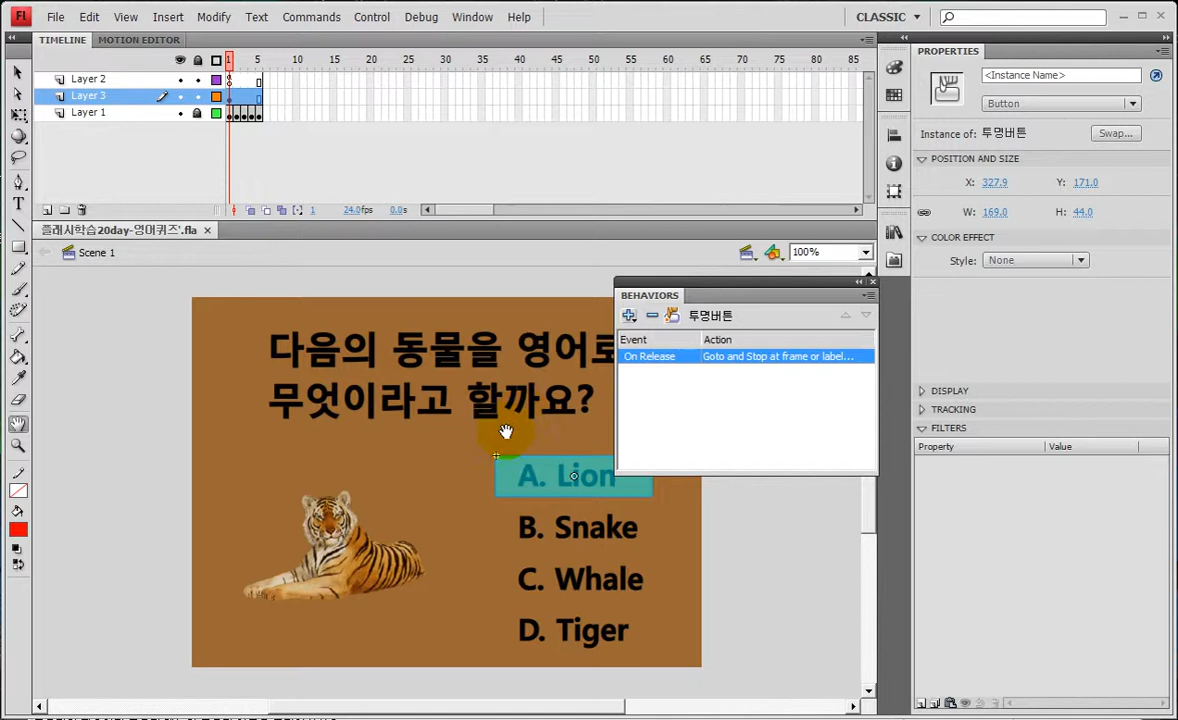 Fl File Edit View Insert Modify Text Commands Control Debug Window Help CLASSIC
TIMELINE MOTION EDITOR
1 5 10 15 20 25 30 35 40 45 50 55 60 65 70 75 80 85
Layer 2
Layer 3
Layer 1
1 24.0fps 0.0s
플래시학습20day-영어퀴즈'.fla
Scene 1
100%
다음의 동물을 영어로
무엇이라고 할까요?
A. Lion
B. Snake
C. Whale
D. Tiger
BEHAVIORS
투명버튼
Event Action
On Release Goto and Stop at frame or label...
PROPERTIES
<Instance Name>
Button
Instance of: 투명버튼 Swap...
POSITION AND SIZE
X: 327.9 Y: 171.0
W: 169.0 H: 44.0
COLOR EFFECT
Style: None
DISPLAY
TRACKING
FILTERS
Property Value